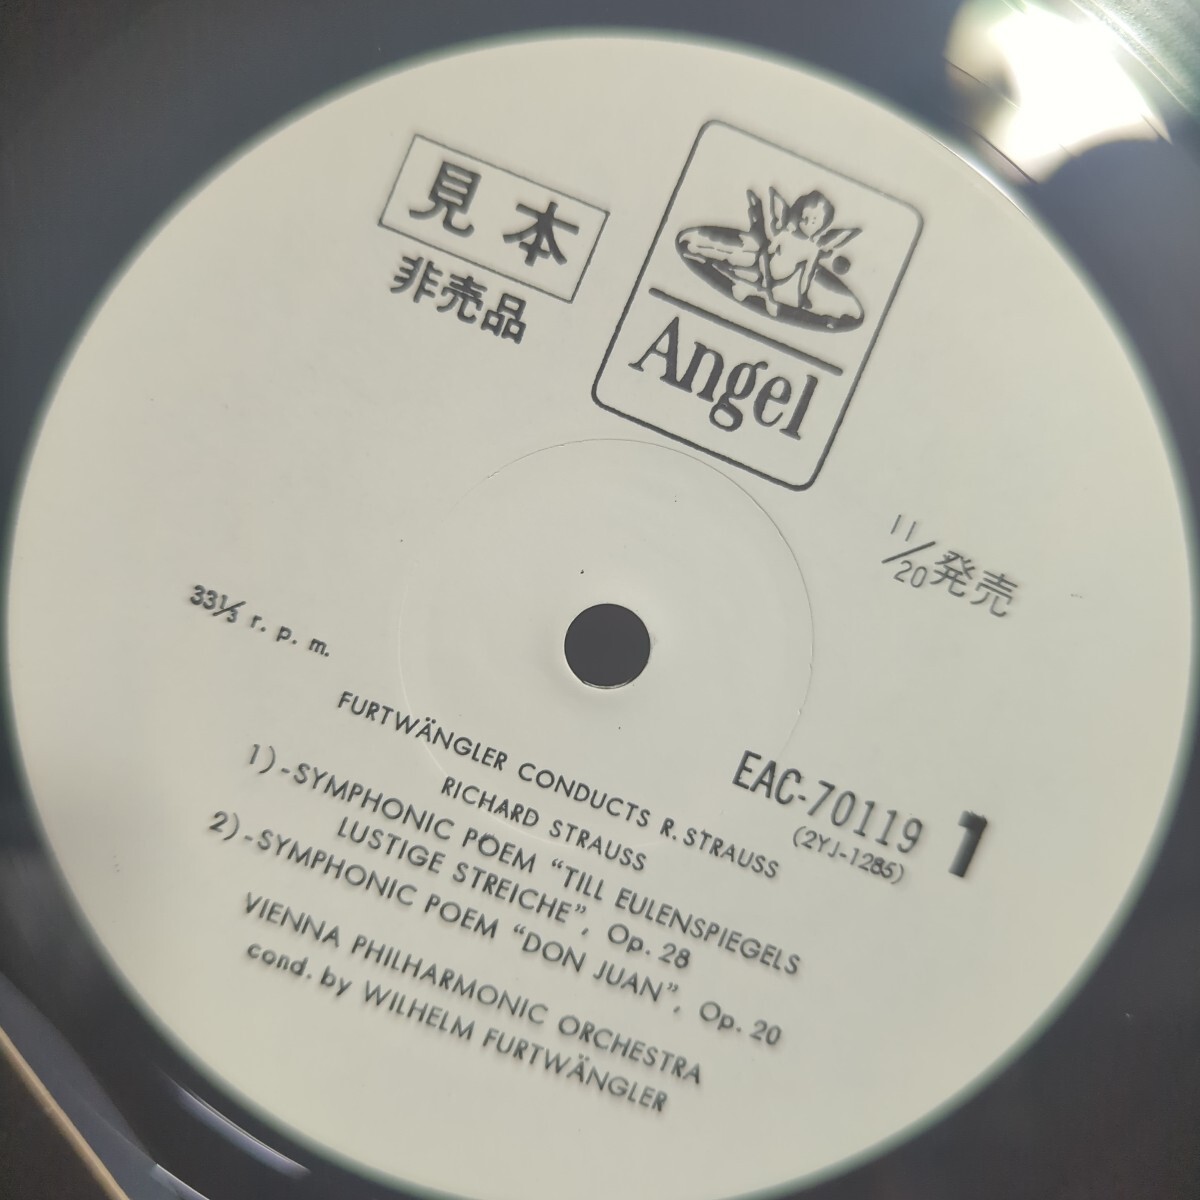 見本
非売品
Angel
11/20発売
33⅓ r. p. m.
EAC-70119 1
(2YJ-1285)
FURTWÄNGLER CONDUCTS R. STRAUSS
RICHARD STRAUSS
1)-SYMPHONIC POEM “TILL EULENSPIEGELS
LUSTIGE STREICHE”, Op. 28
2)-SYMPHONIC POEM “DON JUAN”, Op. 20
VIENNA PHILHARMONIC ORCHESTRA
cond. by WILHELM FURTWÄNGLER